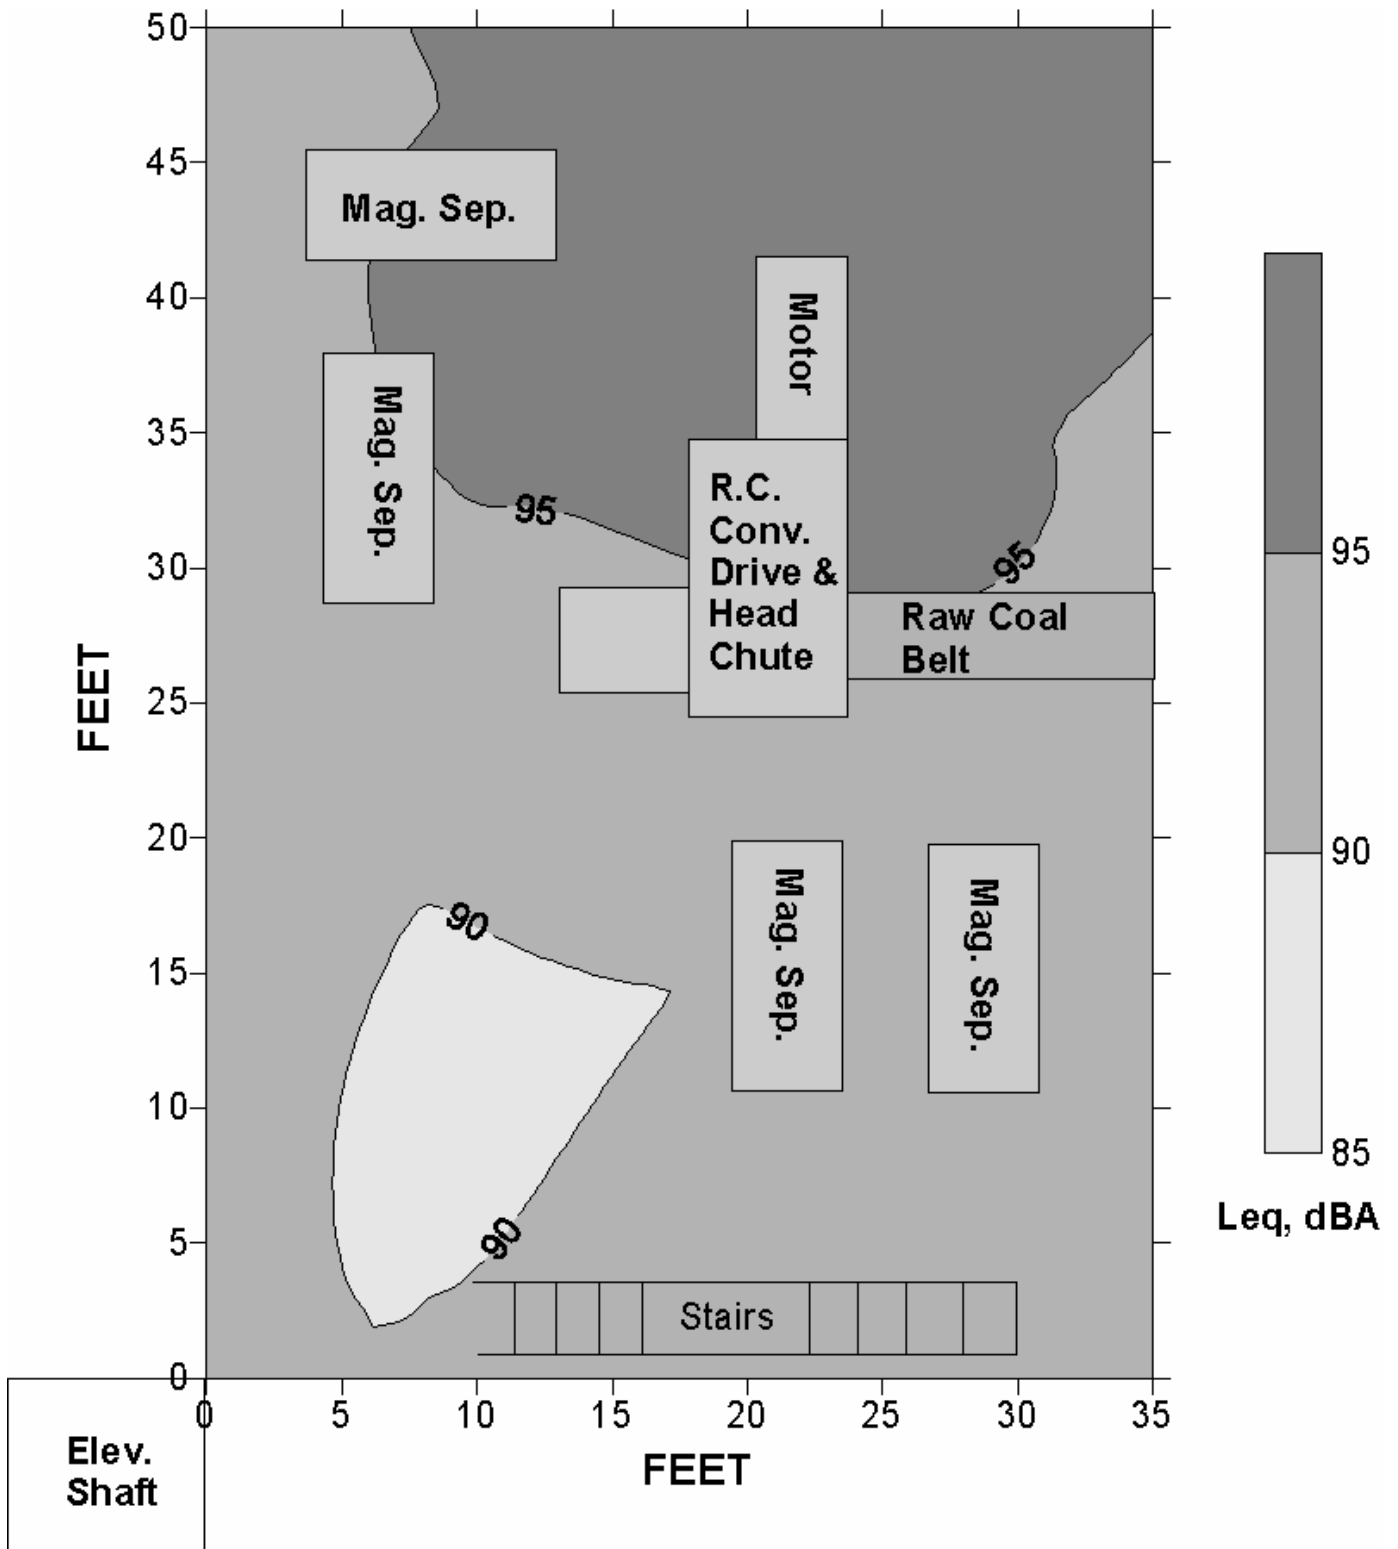 50
45
40
35
30
25
20
15
10
5
0
FEET
Mag. Sep.
Motor
Mag. Sep.
95
R.C.
Conv.
Drive &
Head
Chute
95
Raw Coal
Belt
Mag. Sep.
Mag. Sep.
90
90
Stairs
0 5 10 15 20 25 30 35
FEET
Elev.
Shaft
95
90
85
Leq, dBA